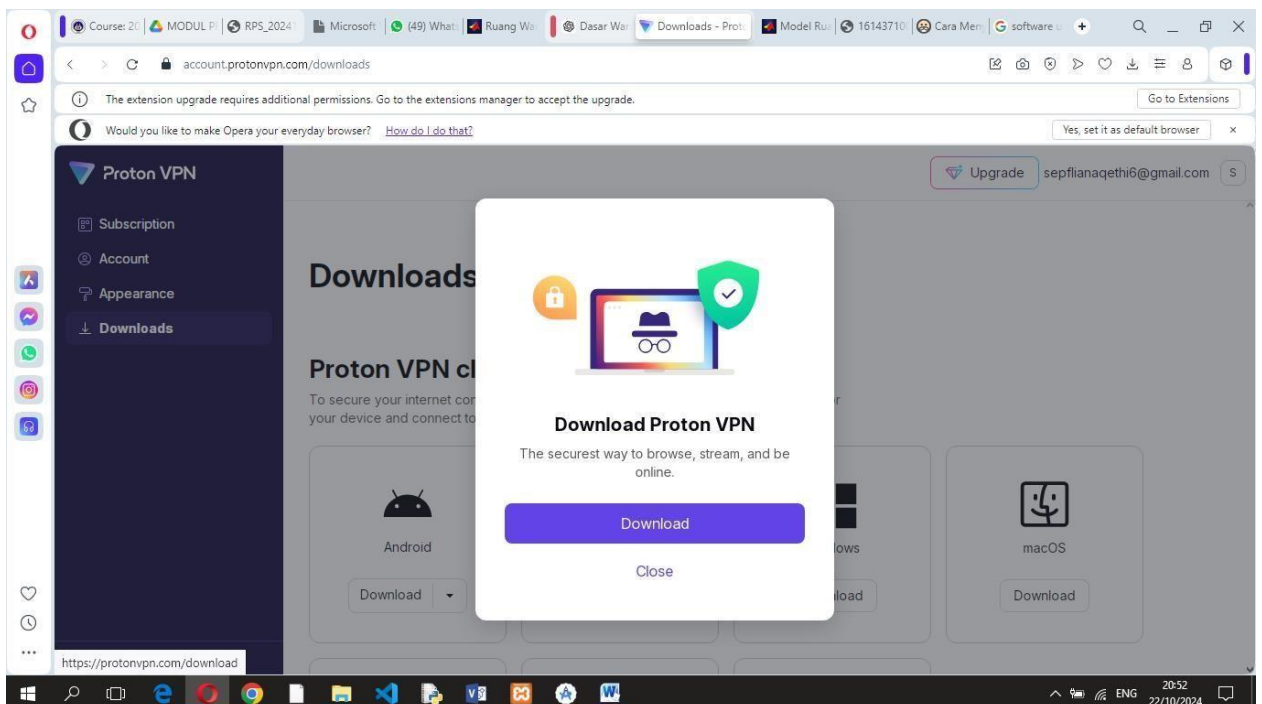 Course: 20
MODUL P
RPS_2024
Microsoft
(49) What
Ruang Wa
Dasar War
Downloads - Prot
Model Rua
16143710
Cara Men
software u
account.protonvpn.com/downloads
The extension upgrade requires additional permissions. Go to the extensions manager to accept the upgrade.
Go to Extensions
Would you like to make Opera your everyday browser? How do I do that?
Yes, set it as default browser
Proton VPN
Upgrade
sepflianaqethi6@gmail.com
S
Subscription
Account
Appearance
Downloads
Downloads
Proton VPN cl
To secure your internet con
your device and connect to
Download Proton VPN
The securest way to browse, stream, and be
online.
Download
Close
Android
Download
lows
load
macOS
Download
https://protonvpn.com/download
ENG
20:52
22/10/2024